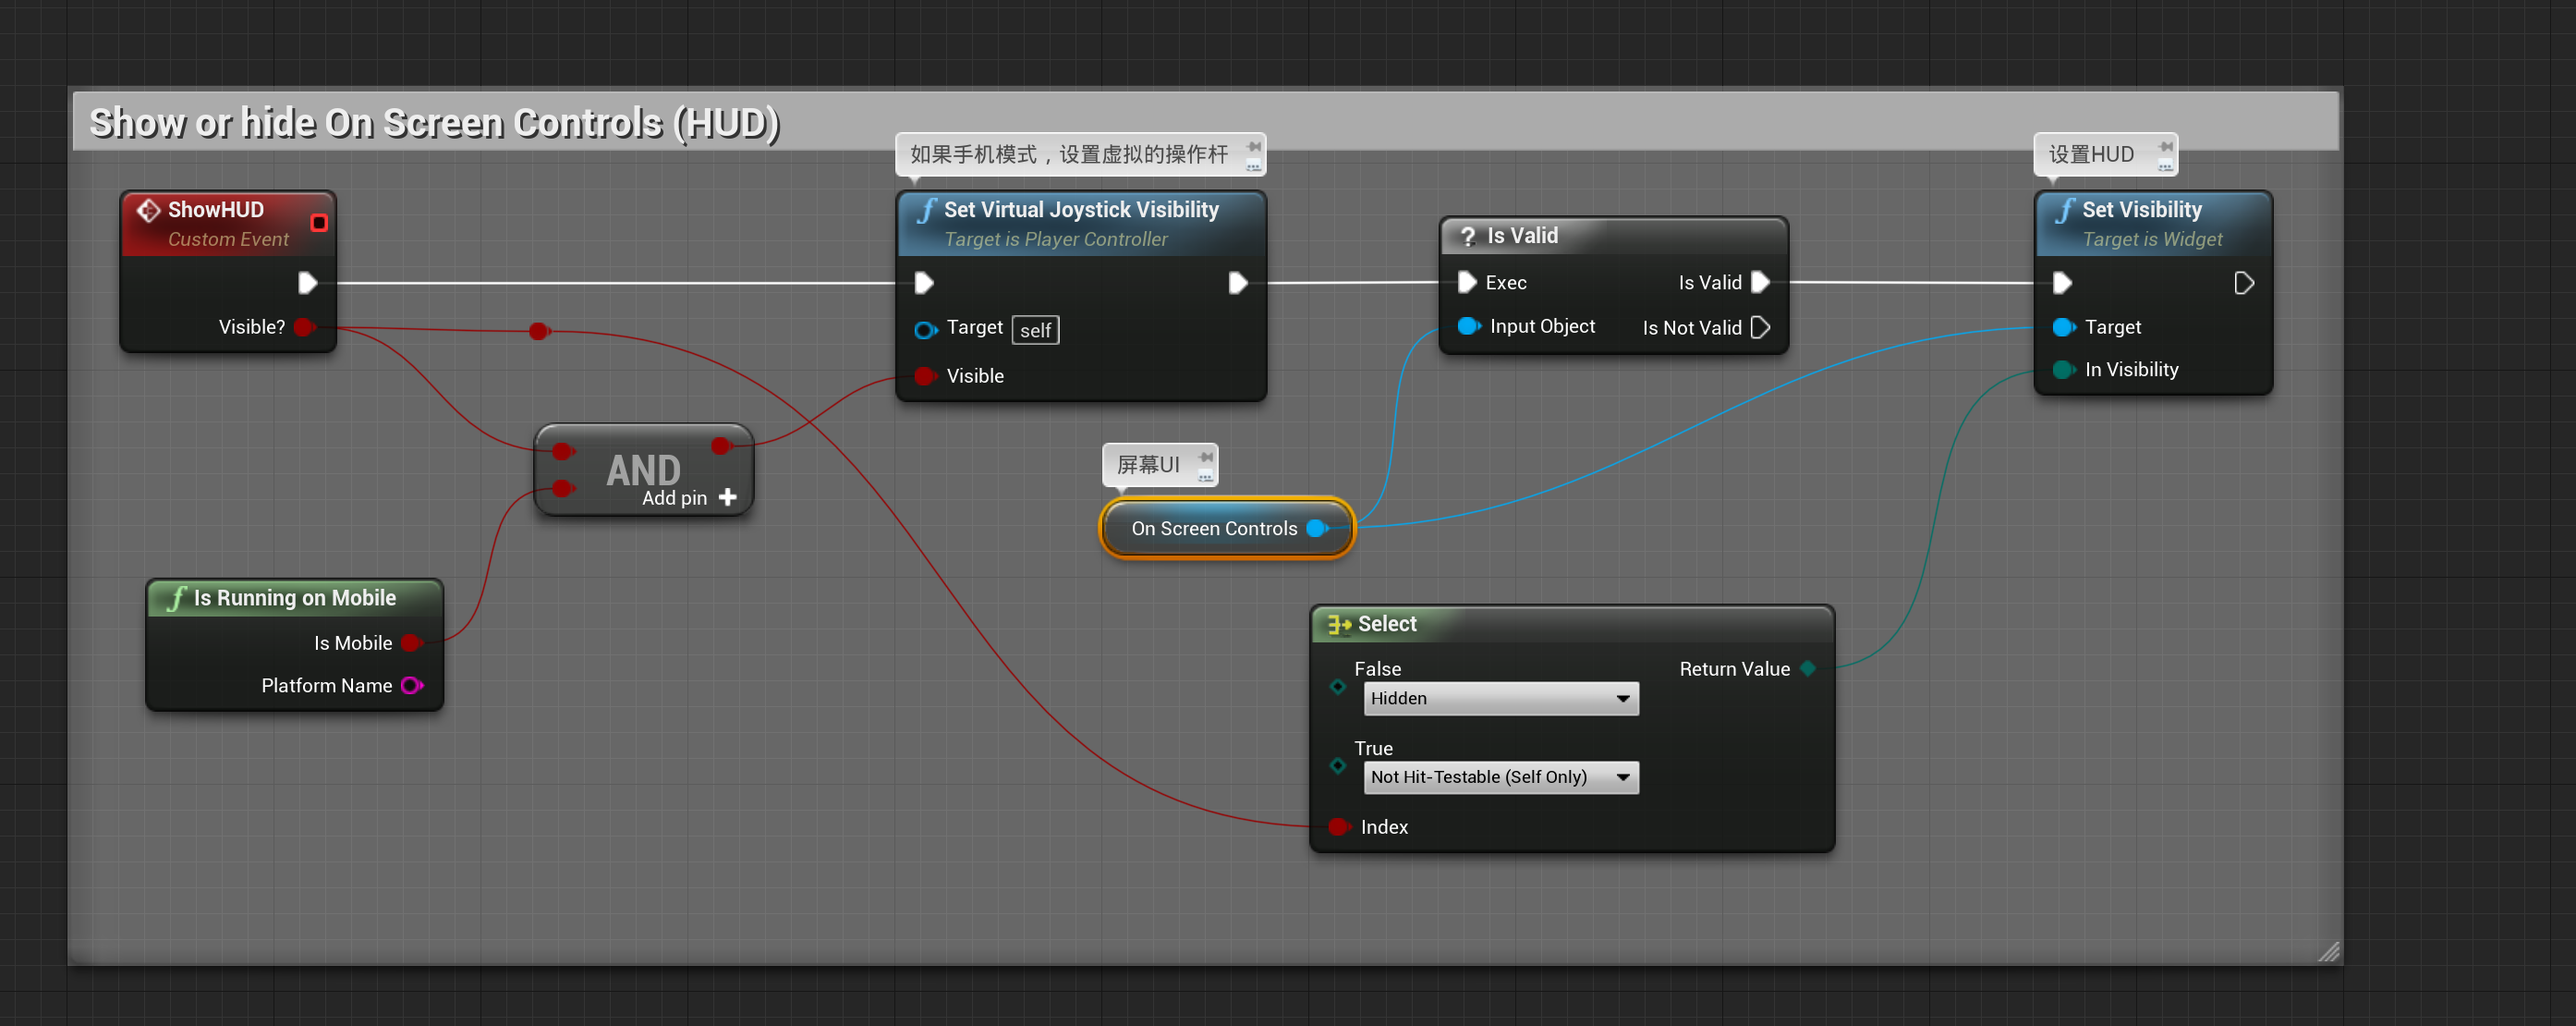 Show or hide On Screen Controls (HUD)
如果手机模式，设置虚拟的操作杆
设置HUD
ShowHUD
Custom Event
Visible?
Set Virtual Joystick Visibility
Target is Player Controller
Target self
Visible
Is Valid
Exec
Is Valid
Input Object
Is Not Valid
Set Visibility
Target is Widget
Target
In Visibility
AND
Add pin
屏幕UI
On Screen Controls
Is Running on Mobile
Is Mobile
Platform Name
Select
False
Return Value
Hidden
True
Not Hit-Testable (Self Only)
Index